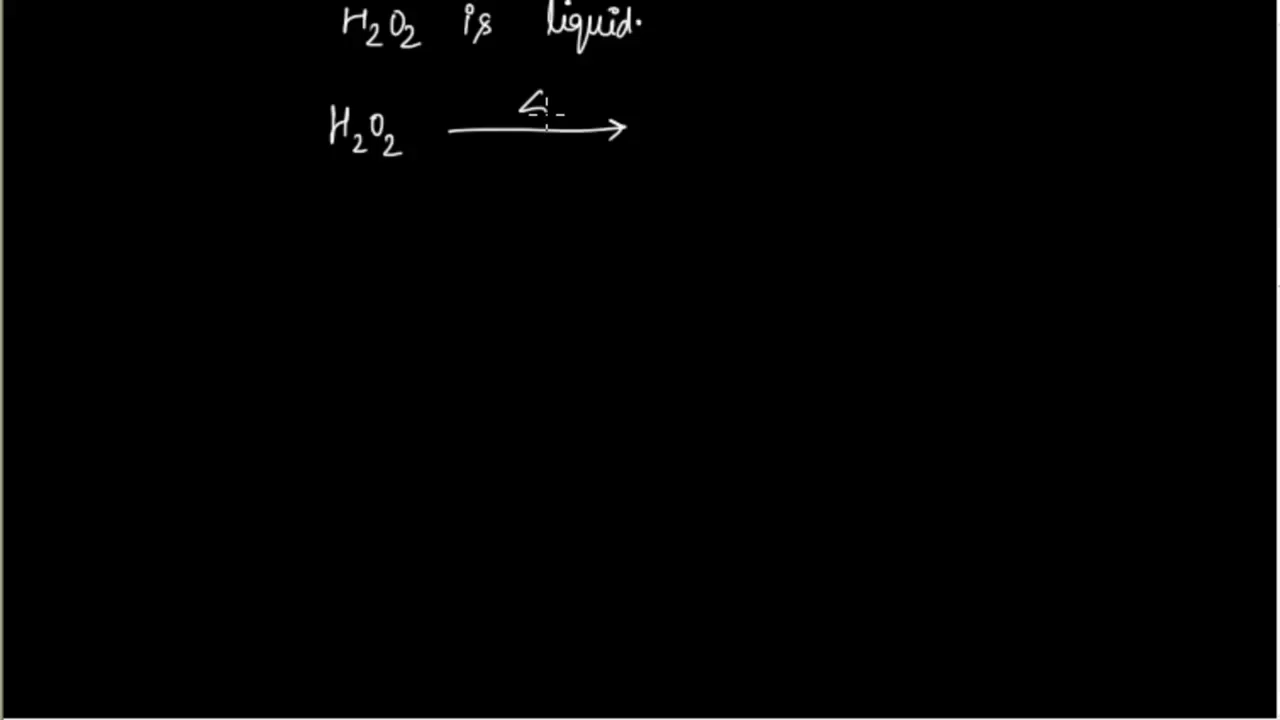 H₂O₂ is liquid.
Δ
H₂O₂ ⟶